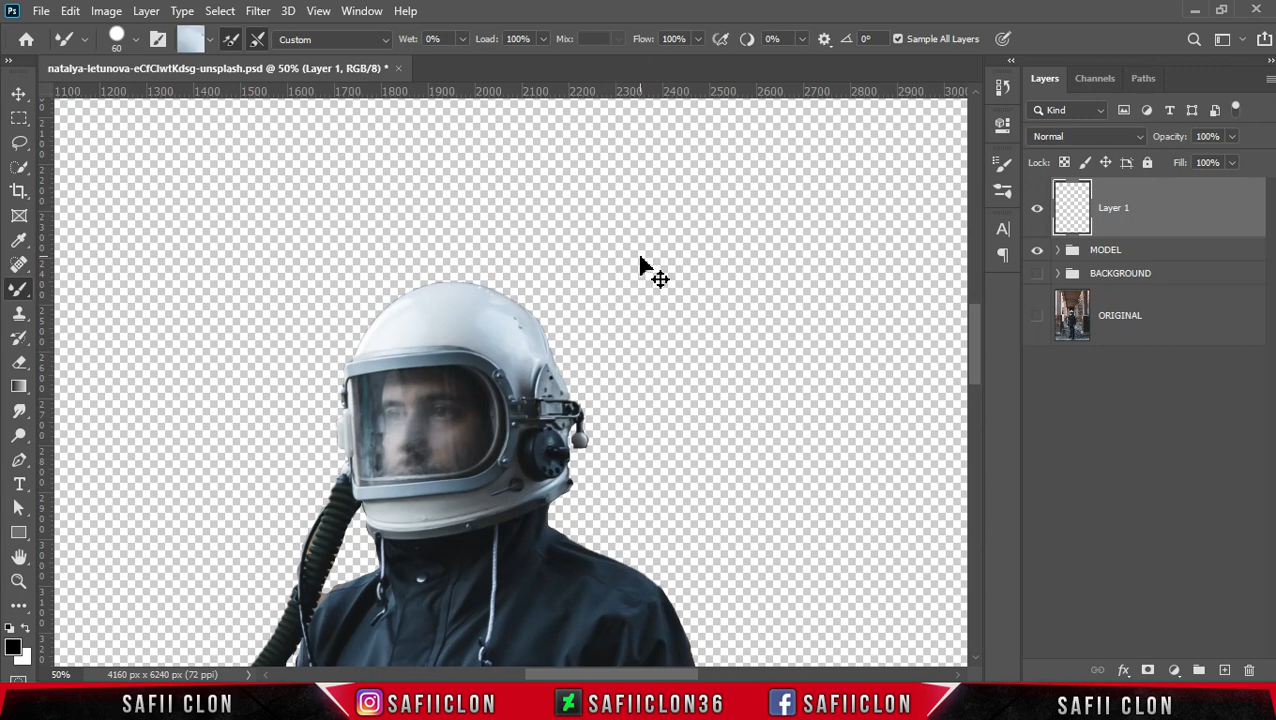 Ps File Edit Image Layer Type Select Filter 3D View Window Help
60 Custom Wet: 0% Load: 100% Mix: Flow: 100% 0% 0° Sample All Layers
natalya-letunova-eCfCIwtKdsg-unsplash.psd @ 50% (Layer 1, RGB/8) *
1100 1200 1300 1400 1500 1600 1700 1800 1900 2000 2100 2200 2300 2400 2500 2600 2700 2800 2900 3000
Layers Channels Paths
Kind
Normal Opacity: 100%
Lock: Fill: 100%
Layer 1
MODEL
BACKGROUND
ORIGINAL
50% 4160 px x 6240 px (72 ppi)
SAFII CLON SAFIICLON SAFIICLON36 SAFIICLON SAFII CLON